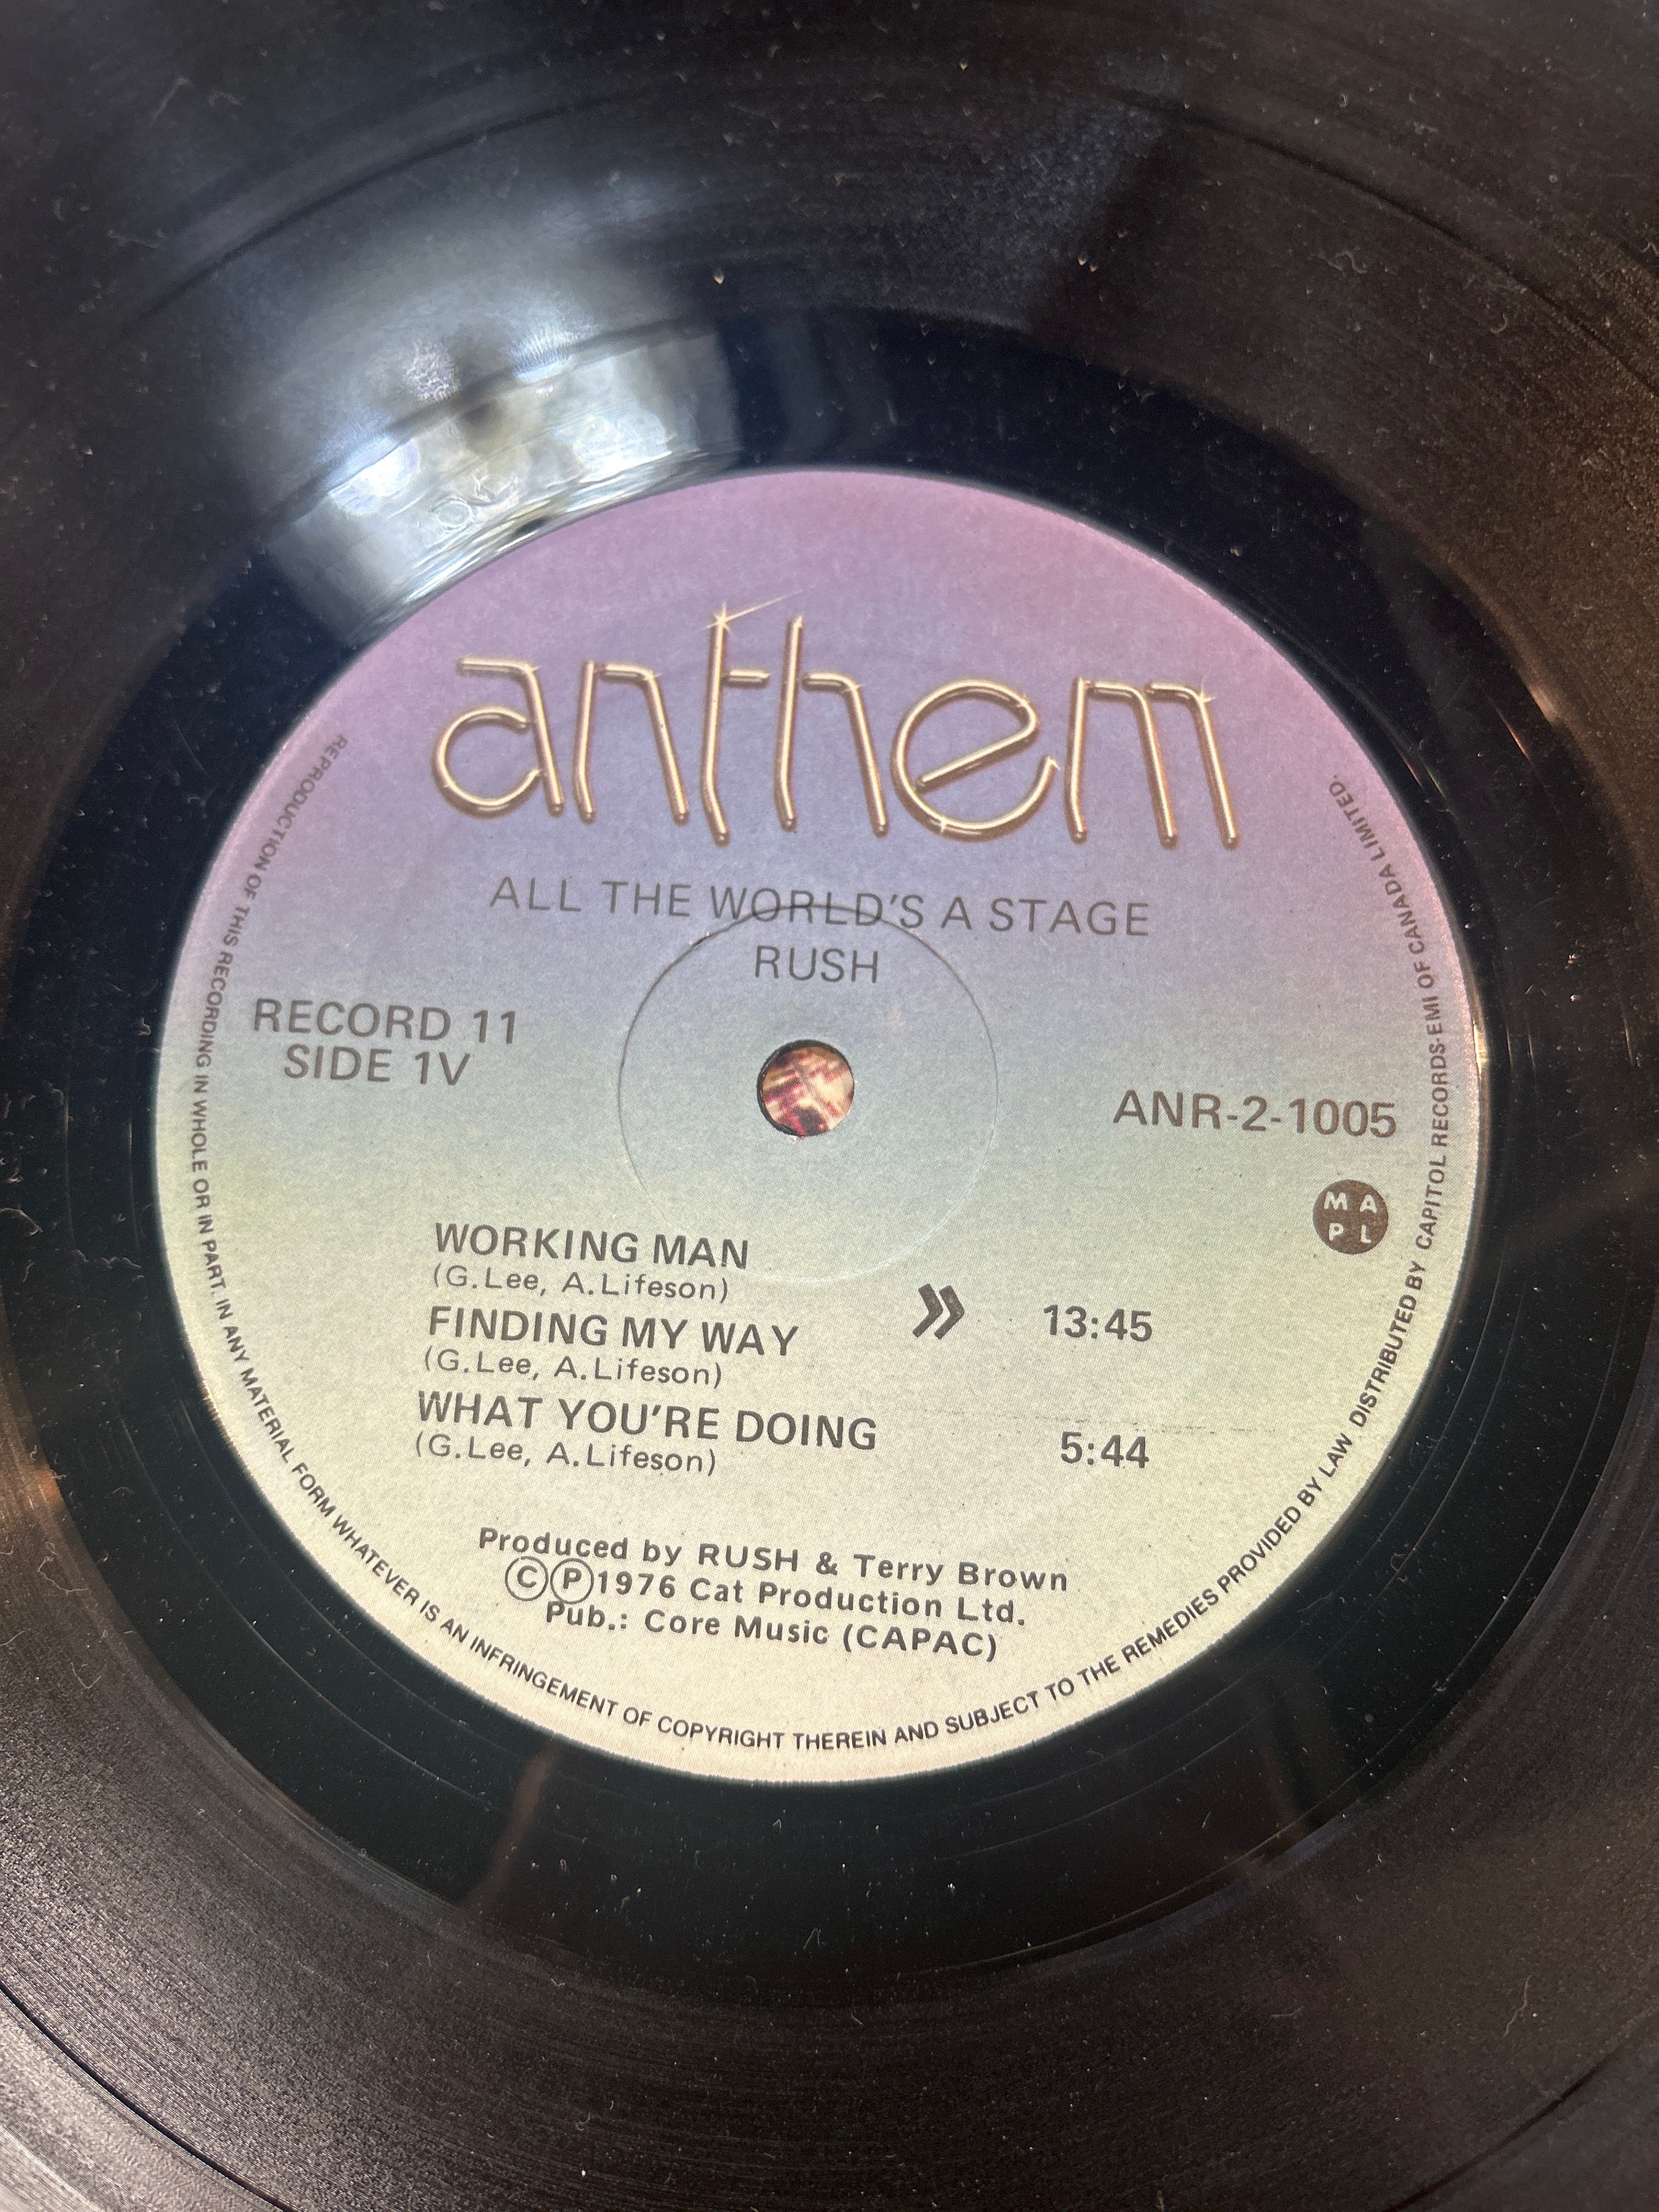 anthem
ALL THE WORLD'S A STAGE
RUSH
RECORD 11
SIDE 1V
ANR-2-1005
M A
P L
WORKING MAN
(G.Lee, A.Lifeson)
FINDING MY WAY
(G.Lee, A.Lifeson)
» 13:45
WHAT YOU'RE DOING
(G.Lee, A.Lifeson)
5:44
Produced by RUSH & Terry Brown
©℗1976 Cat Production Ltd.
Pub.: Core Music (CAPAC)
REPRODUCTION OF THIS RECORDING IN WHOLE OR IN PART. IN ANY MATERIAL FORM WHATEVER IS AN INFRINGEMENT OF COPYRIGHT THEREIN AND SUBJECT TO THE REMEDIES PROVIDED BY LAW DISTRIBUTED BY CAPITOL RECORDS-EMI OF CANADA LIMITED.